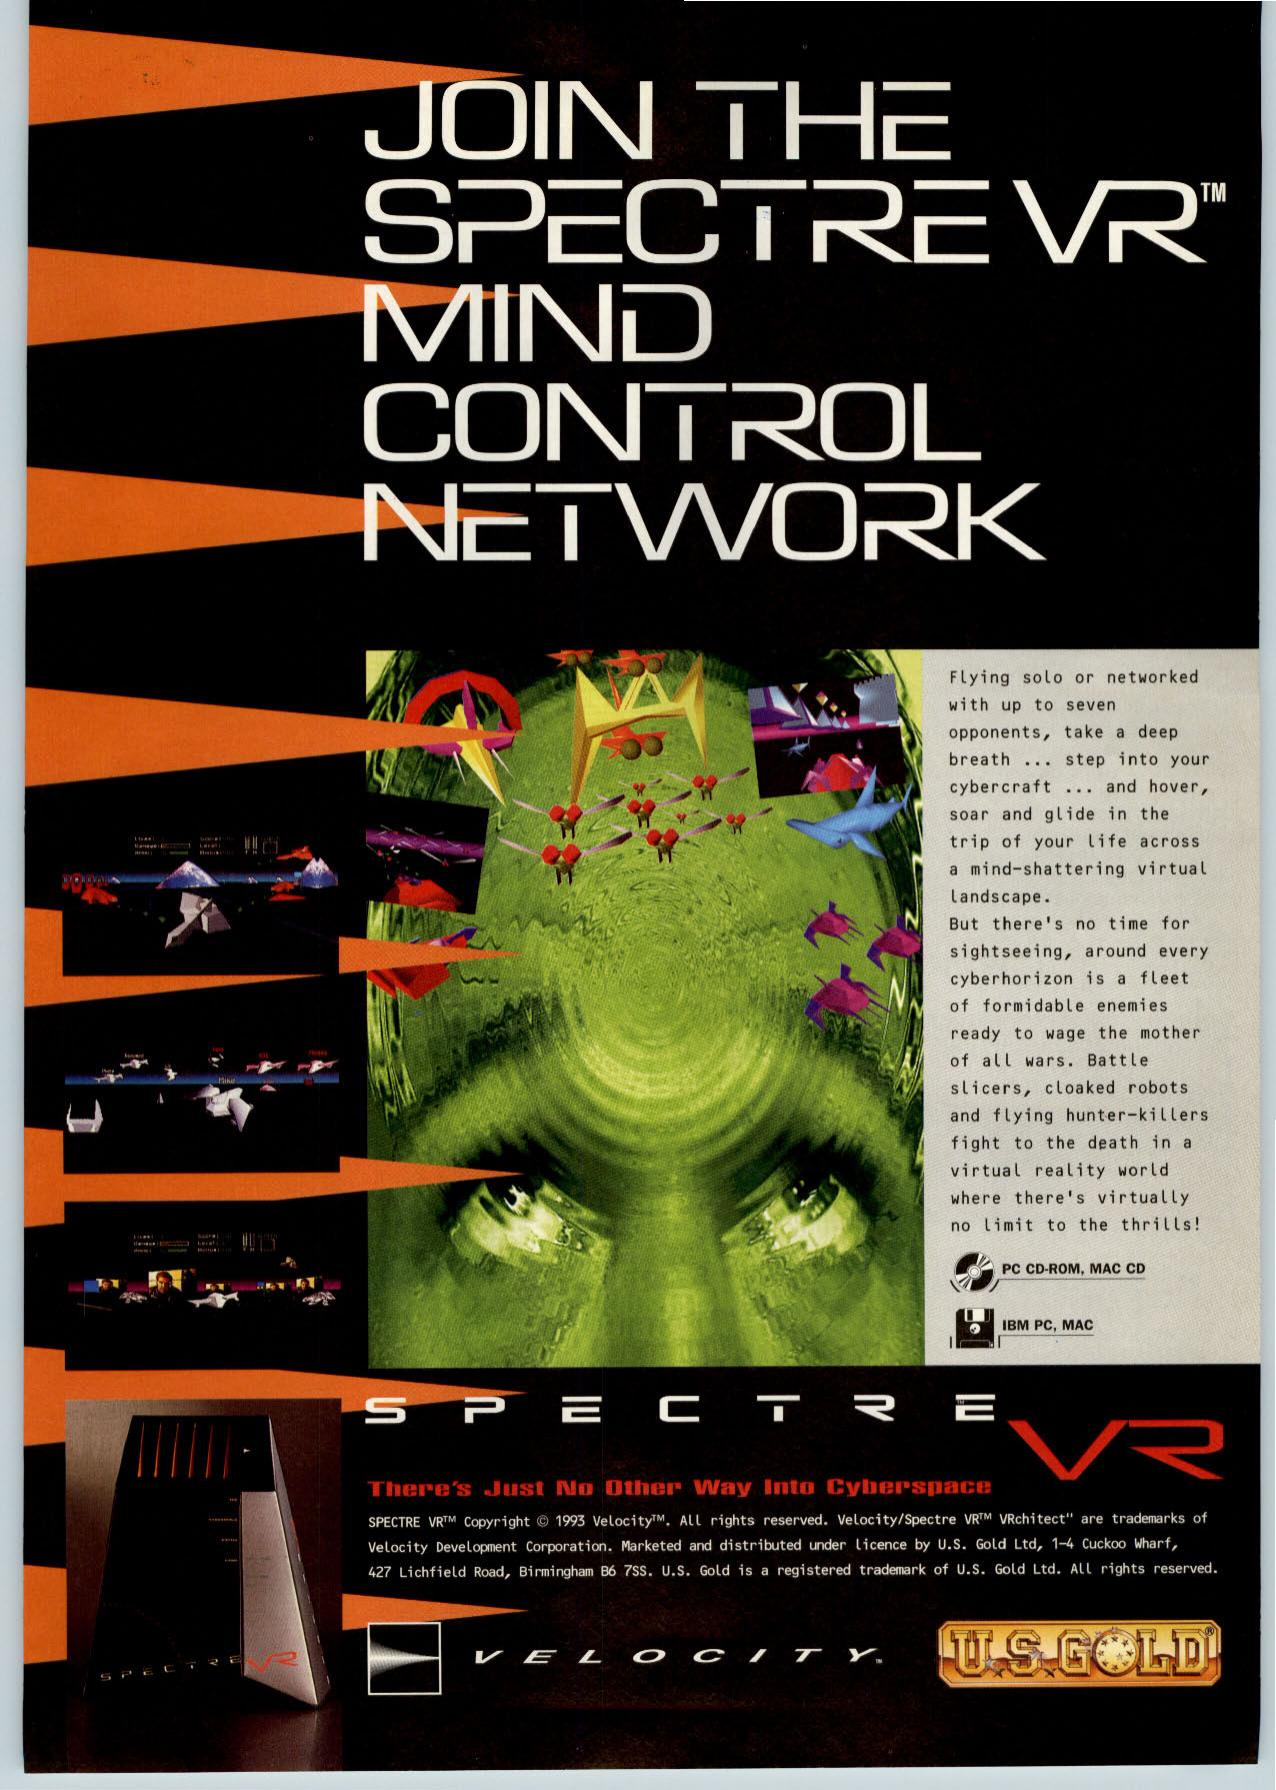 JOIN THE
SPECTRE VR™
MIND
CONTROL
NETWORK
Flying solo or networked
with up to seven
opponents, take a deep
breath ... step into your
cybercraft ... and hover,
soar and glide in the
trip of your life across
a mind-shattering virtual
landscape.
But there's no time for
sightseeing, around every
cyberhorizon is a fleet
of formidable enemies
ready to wage the mother
of all wars. Battle
slicers, cloaked robots
and flying hunter-killers
fight to the death in a
virtual reality world
where there's virtually
no limit to the thrills!
PC CD-ROM, MAC CD
IBM PC, MAC
Mike
SPECTRE™ VR
There's Just No Other Way Into Cyberspace
SPECTRE VR™ Copyright © 1993 Velocity™. All rights reserved. Velocity/Spectre VR™ VRchitect" are trademarks of
Velocity Development Corporation. Marketed and distributed under licence by U.S. Gold Ltd, 1-4 Cuckoo Wharf,
427 Lichfield Road, Birmingham B6 7SS. U.S. Gold is a registered trademark of U.S. Gold Ltd. All rights reserved.
SPECTRE VR
VELOCITY™
U.S. GOLD®